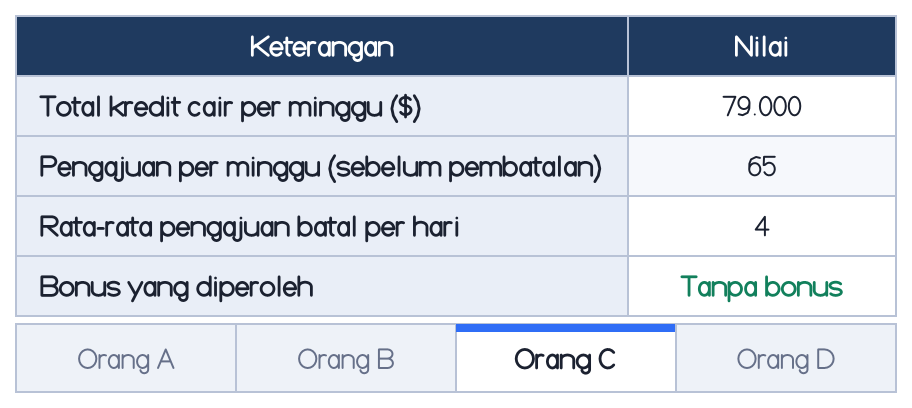 Keterangan Nilai
Total kredit cair per minggu ($) 79.000
Pengajuan per minggu (sebelum pembatalan) 65
Rata-rata pengajuan batal per hari 4
Bonus yang diperoleh Tanpa bonus
Orang A Orang B Orang C Orang D